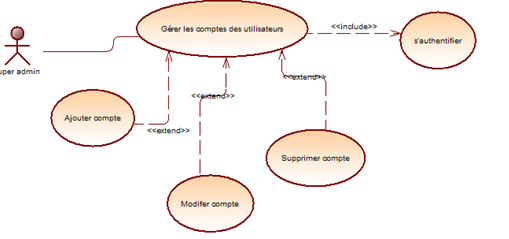 Gérer les comptes des utilisateurs
<<include>>
s'authentifier
uper admin
<<extend>>
<<extend>>
Ajouter compte
<<extend>>
Supprimer compte
Modifer compte